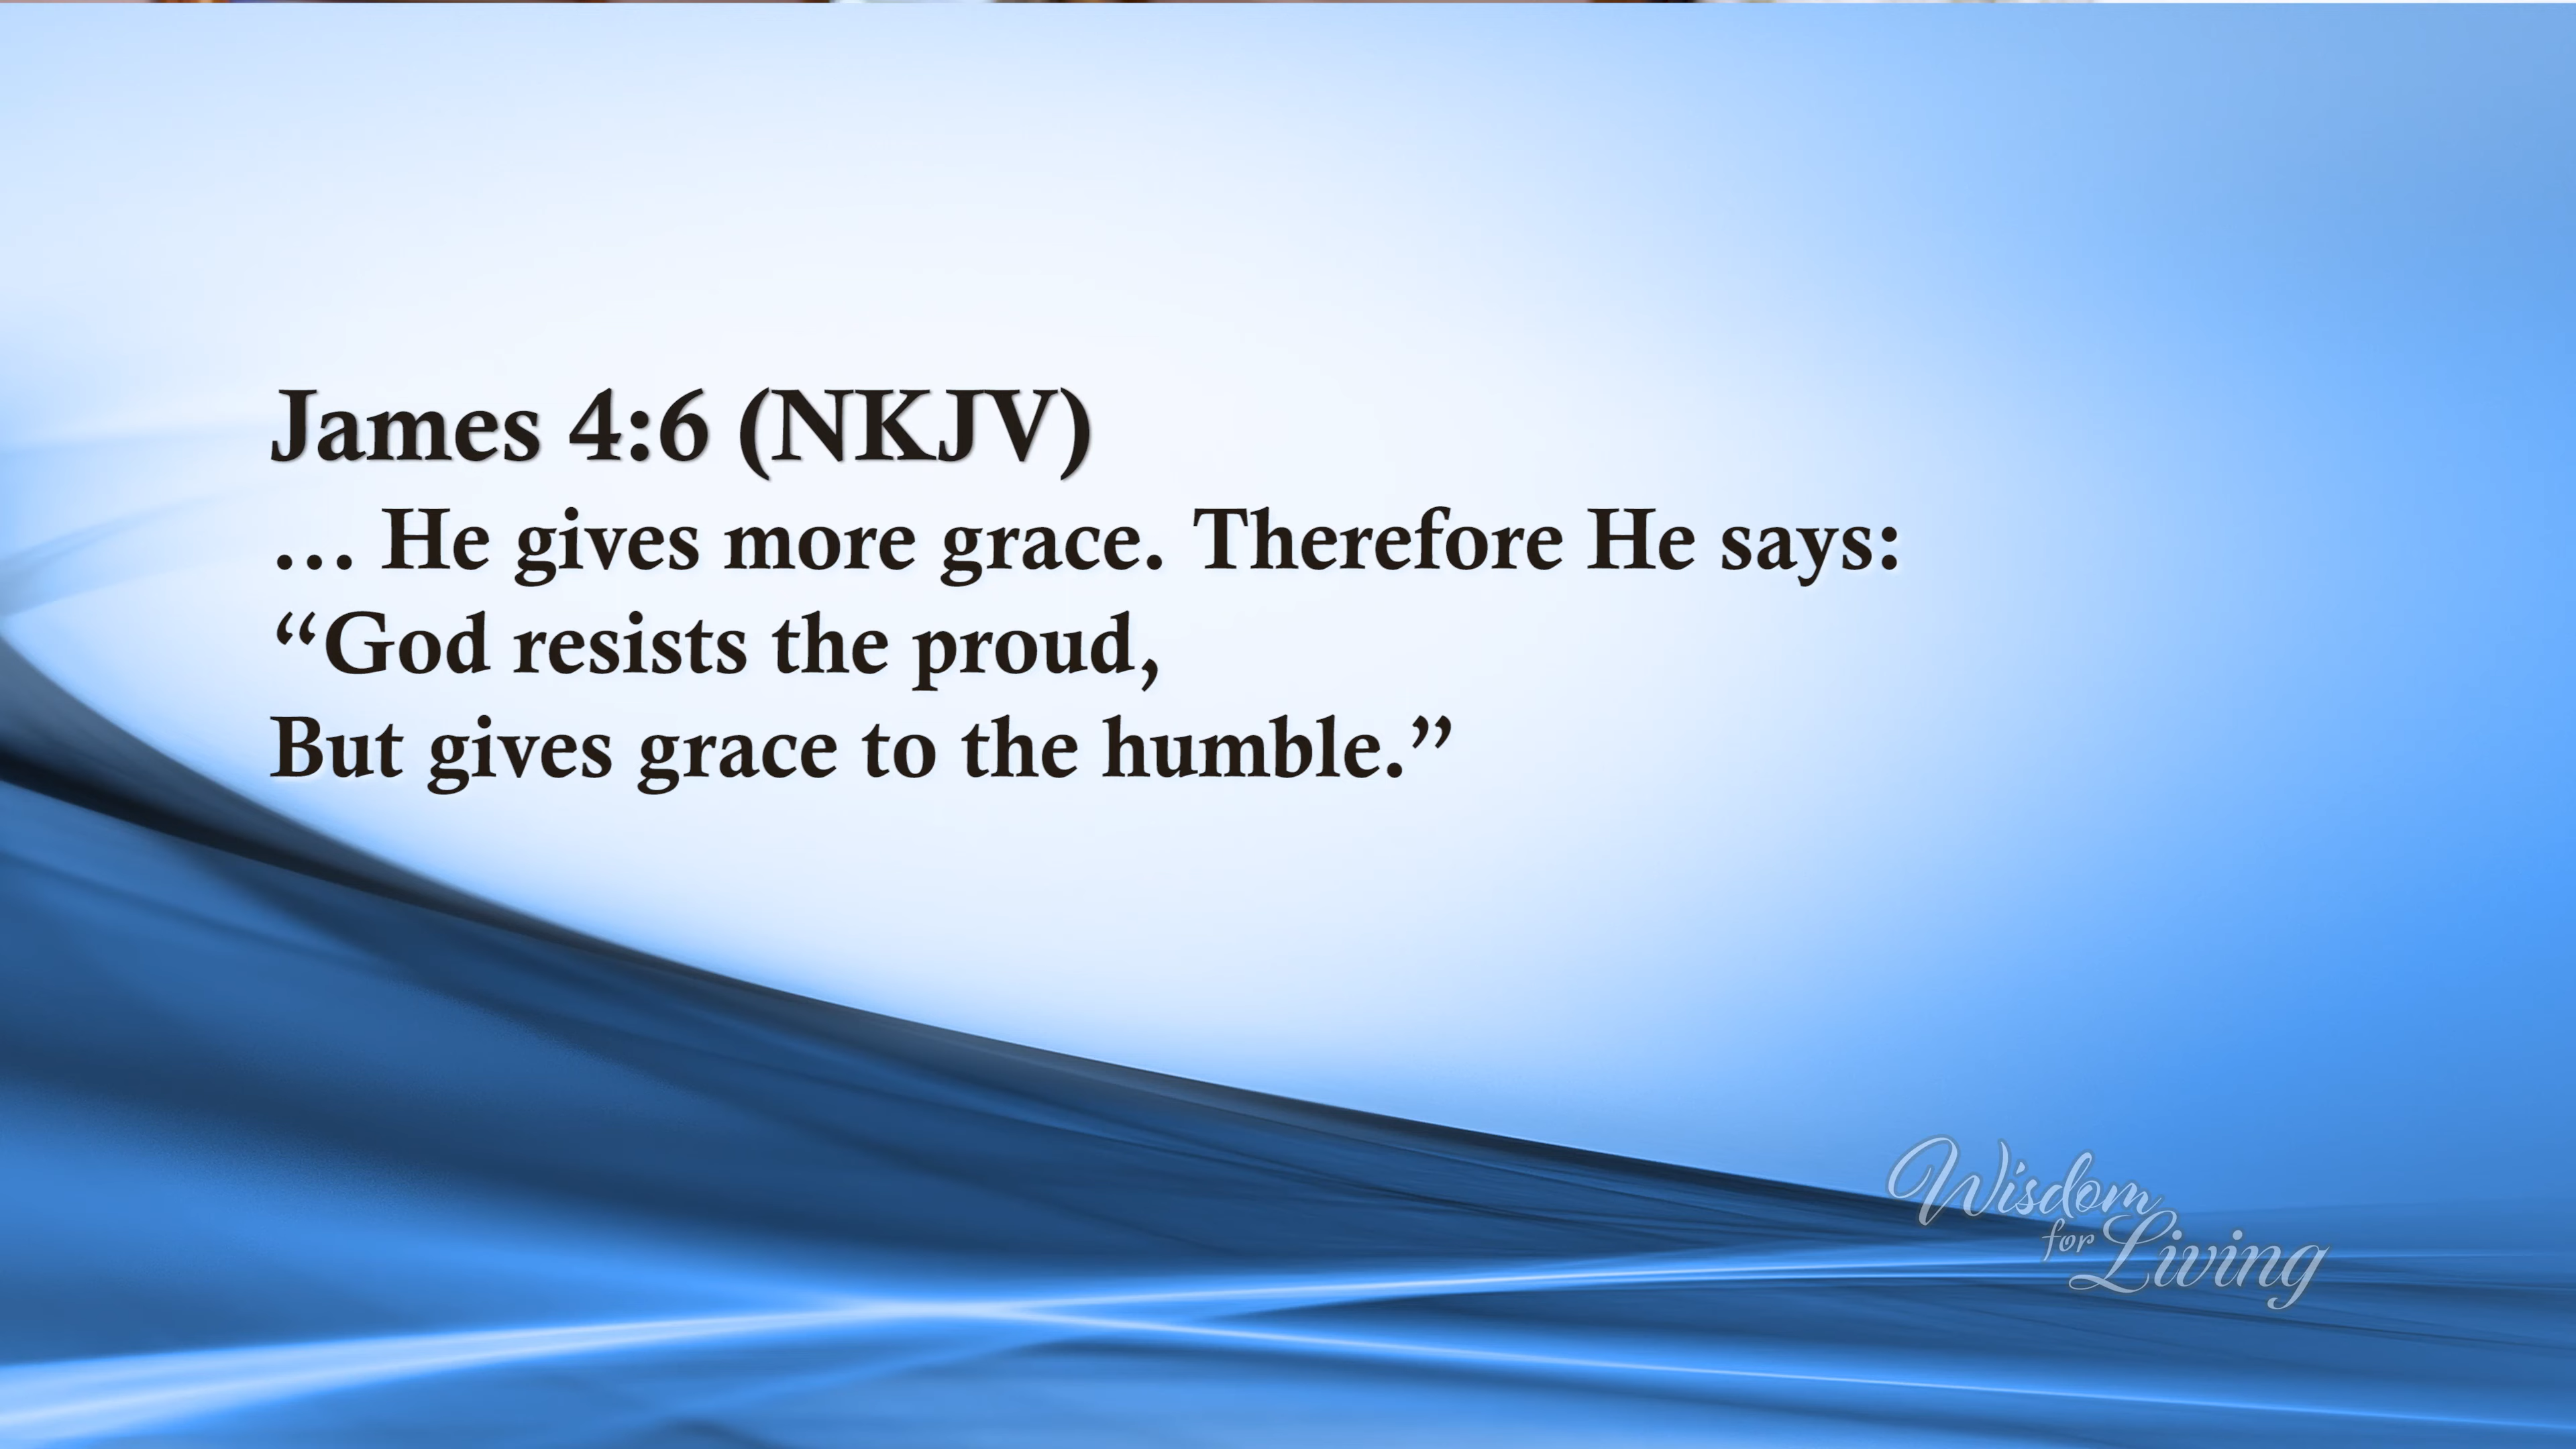 James 4:6 (NKJV)
… He gives more grace. Therefore He says:
“God resists the proud,
But gives grace to the humble.”
Wisdom
for Living